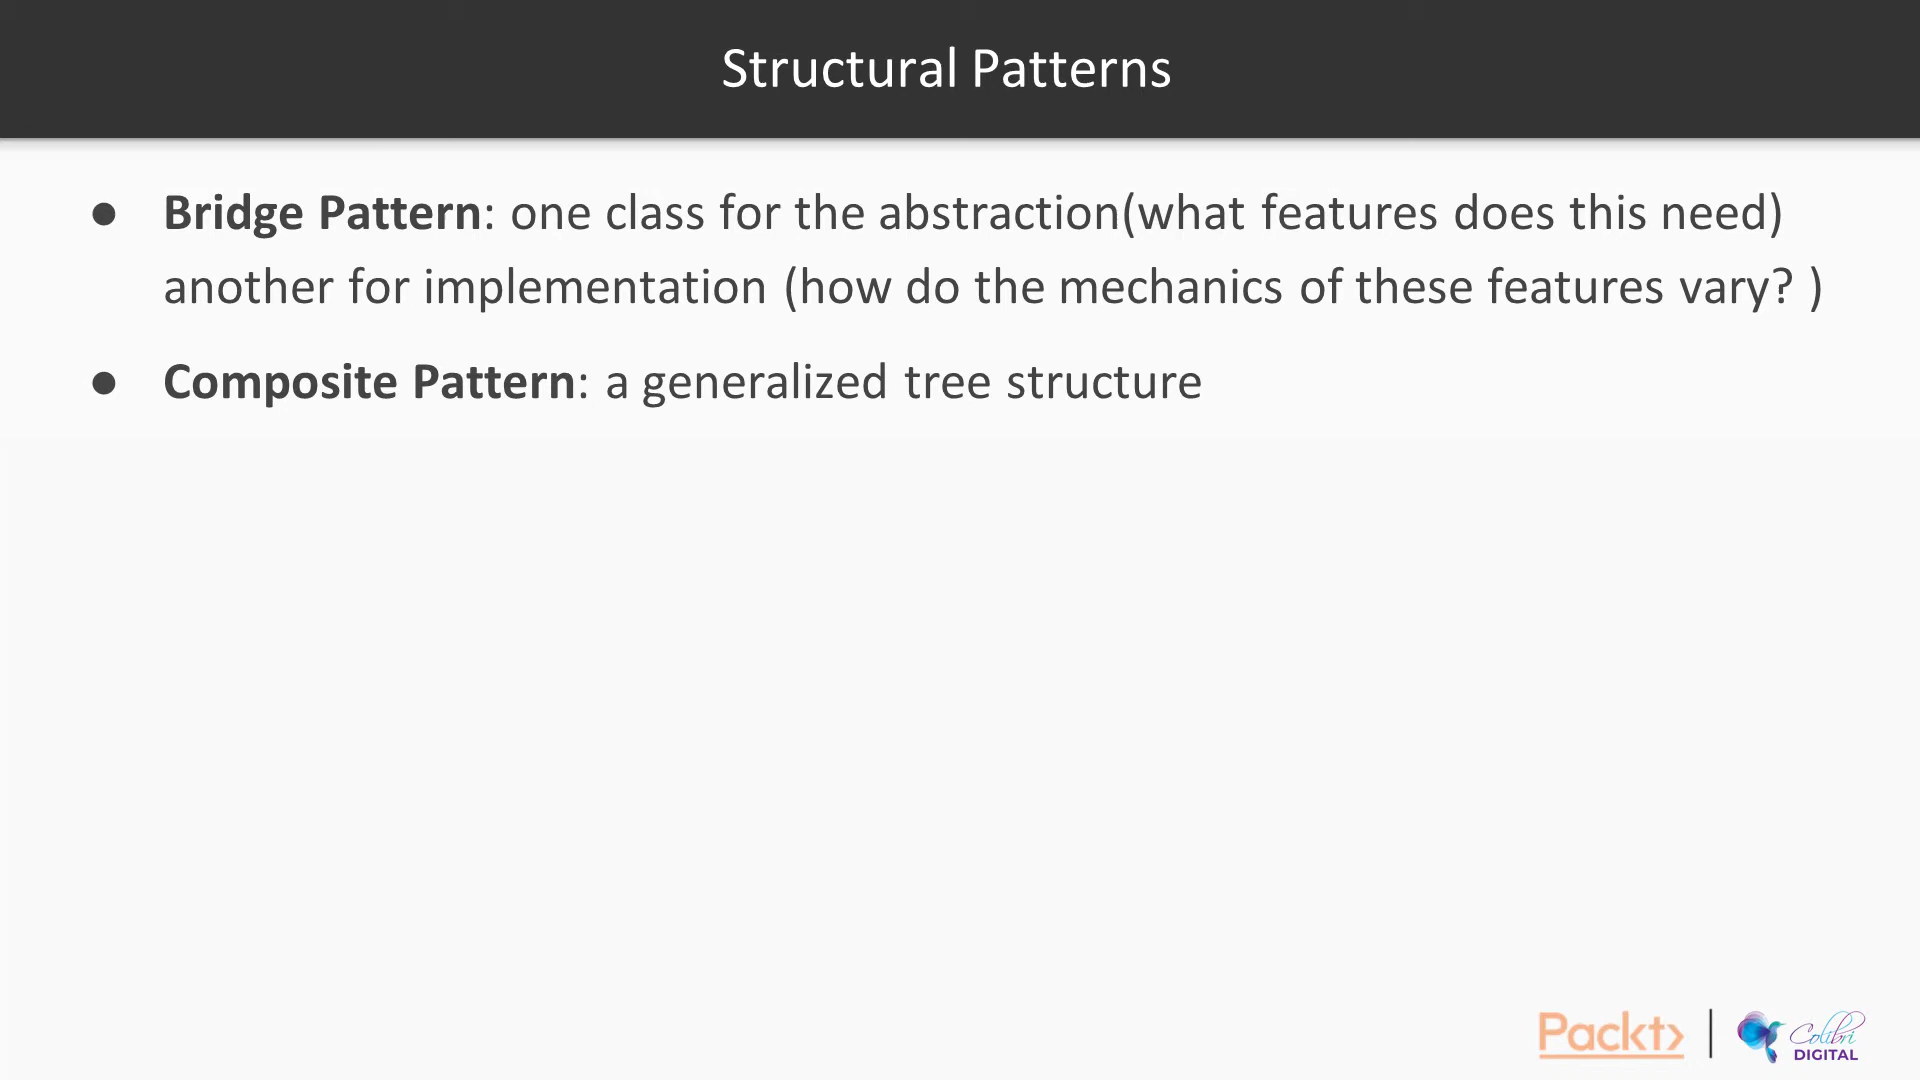 Structural Patterns
● Bridge Pattern: one class for the abstraction(what features does this need)
another for implementation (how do the mechanics of these features vary? )
● Composite Pattern: a generalized tree structure
Packt>
Colibri
DIGITAL